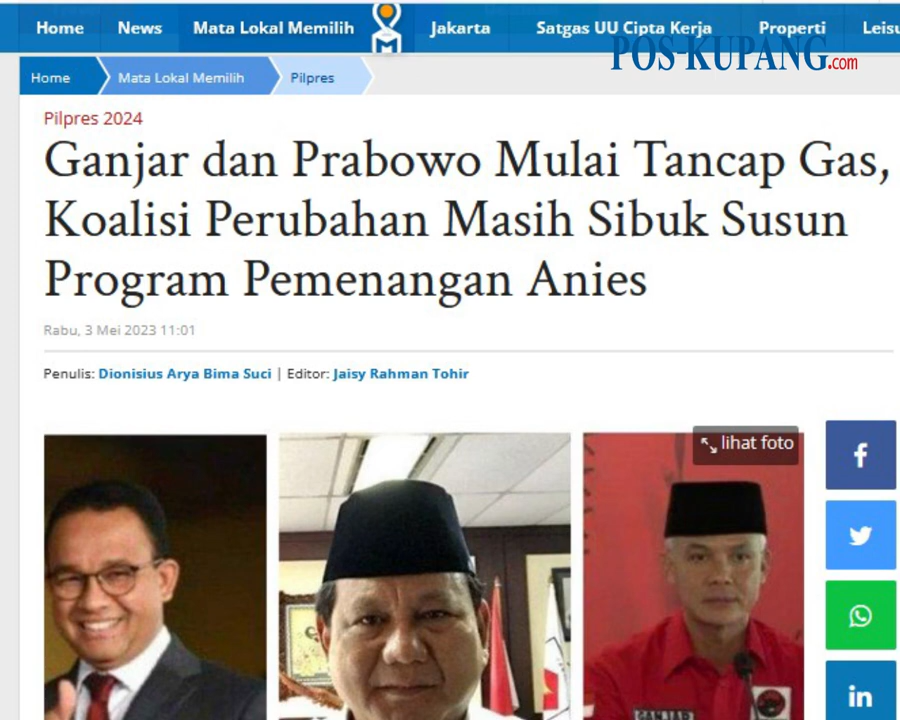 Home News Mata Lokal Memilih Jakarta Satgas UU Cipta Kerja Properti Leisu
POS-KUPANG.com
Home Mata Lokal Memilih Pilpres
Pilpres 2024
Ganjar dan Prabowo Mulai Tancap Gas,
Koalisi Perubahan Masih Sibuk Susun
Program Pemenangan Anies
Rabu, 3 Mei 2023 11:01
Penulis: Dionisius Arya Bima Suci | Editor: Jaisy Rahman Tohir
lihat foto
GANJAR